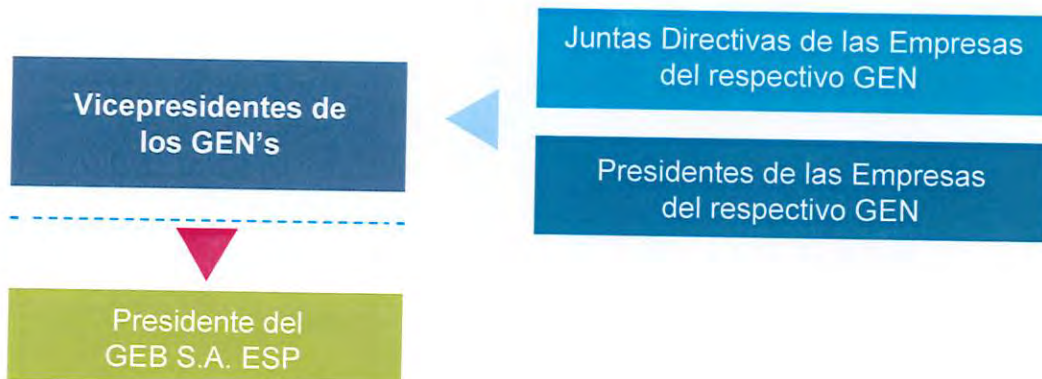 Vicepresidentes de
los GEN's
Juntas Directivas de las Empresas
del respectivo GEN
Presidentes de las Empresas
del respectivo GEN
Presidente del
GEB S.A. ESP